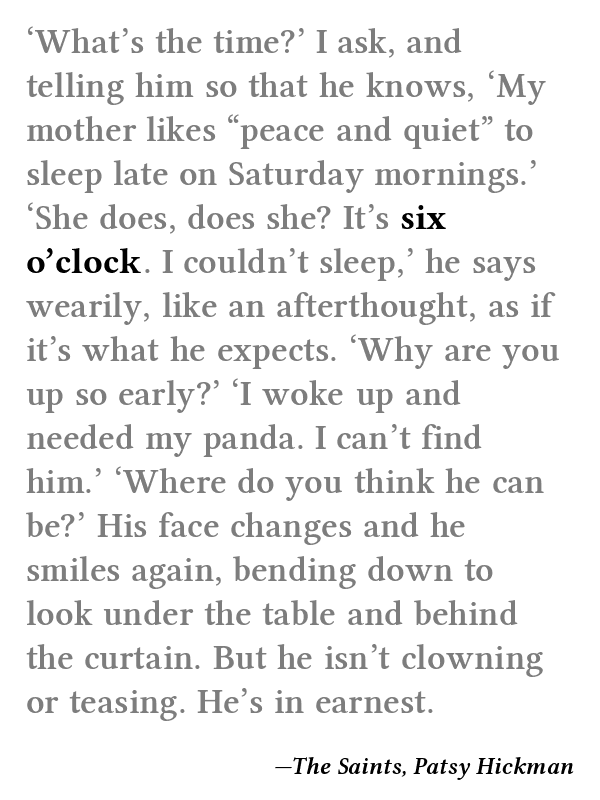 ‘What’s the time?’ I ask, and
telling him so that he knows, ‘My
mother likes “peace and quiet” to
sleep late on Saturday mornings.’
‘She does, does she? It’s six
o’clock. I couldn’t sleep,’ he says
wearily, like an afterthought, as if
it’s what he expects. ‘Why are you
up so early?’ ‘I woke up and
needed my panda. I can’t find
him.’ ‘Where do you think he can
be?’ His face changes and he
smiles again, bending down to
look under the table and behind
the curtain. But he isn’t clowning
or teasing. He’s in earnest.
—The Saints, Patsy Hickman